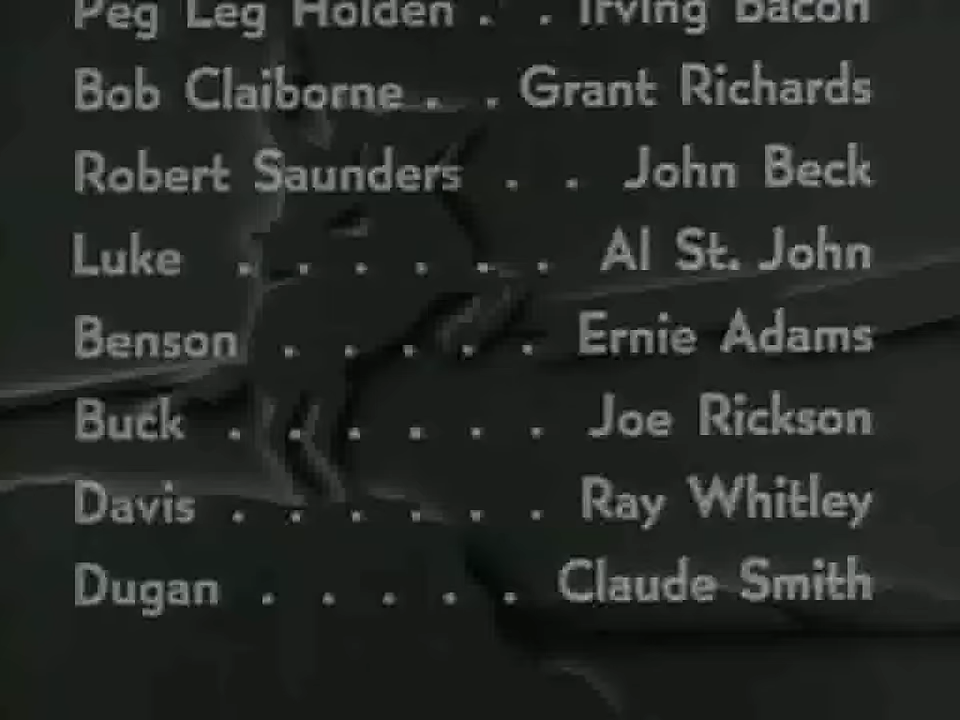 Peg Leg Holden . . Irving Bacon
Bob Claiborne . . Grant Richards
Robert Saunders . . John Beck
Luke . . . . . . Al St. John
Benson . . . . . Ernie Adams
Buck . . . . . . Joe Rickson
Davis . . . . . . Ray Whitley
Dugan . . . . . Claude Smith